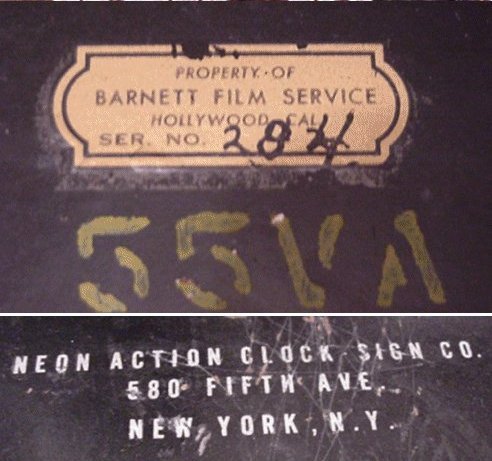 PROPERTY·OF
BARNETT FILM SERVICE
HOLLYWOOD CAL.
SER. NO. 284
55VA
NEON ACTION CLOCK SIGN CO.
580 FIFTH AVE.
NEW YORK, N.Y.